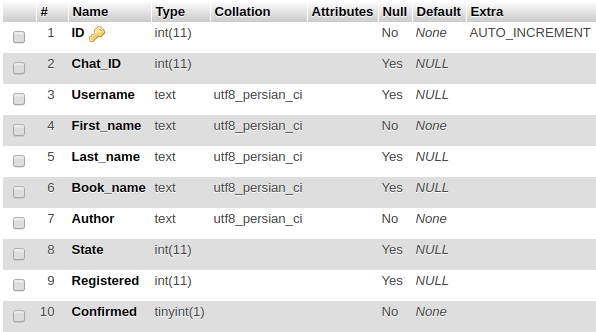 # Name Type Collation Attributes Null Default Extra
1 ID int(11) No None AUTO_INCREMENT
2 Chat_ID int(11) Yes NULL
3 Username text utf8_persian_ci Yes NULL
4 First_name text utf8_persian_ci No None
5 Last_name text utf8_persian_ci Yes NULL
6 Book_name text utf8_persian_ci Yes NULL
7 Author text utf8_persian_ci No None
8 State int(11) Yes NULL
9 Registered int(11) Yes NULL
10 Confirmed tinyint(1) No None